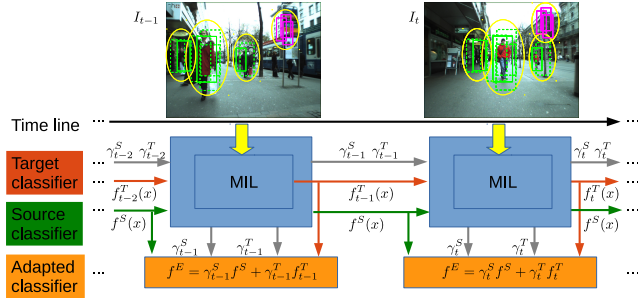 I_{t-1} I_t
Time line ... ...
... γ^S_{t-2} γ^T_{t-2} γ^S_{t-1} γ^T_{t-1} γ^S_t γ^T_t ...
Target classifier
... f^T_{t-2}(x) MIL f^T_{t-1}(x) MIL f^T_t(x) ...
Source classifier
... f^S(x) f^S(x) f^S(x) ...
γ^S_{t-1} γ^T_{t-1} γ^S_t γ^T_t
Adapted classifier
... f^E = γ^S_{t-1} f^S + γ^T_{t-1} f^T_{t-1} f^E = γ^S_t f^S + γ^T_t f^T_t ...